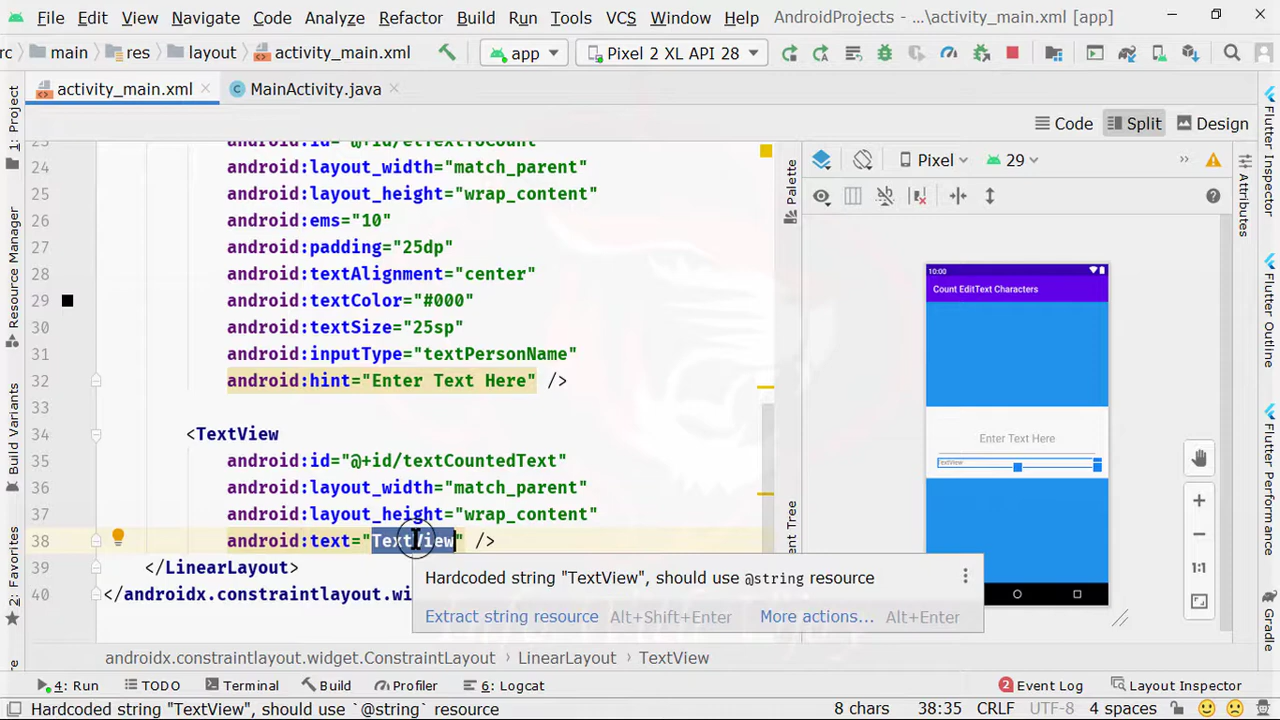 File Edit View Navigate Code Analyze Refactor Build Run Tools VCS Window Help AndroidProjects - ...\activity_main.xml [app]
main res layout activity_main.xml app Pixel 2 XL API 28
activity_main.xml MainActivity.java
Code Split Design
1: Project
Resource Manager
Build Variants
2: Favorites
23 android:id="@+id/etTextToCount"
24 android:layout_width="match_parent"
25 android:layout_height="wrap_content"
26 android:ems="10"
27 android:padding="25dp"
28 android:textAlignment="center"
29 android:textColor="#000"
30 android:textSize="25sp"
31 android:inputType="textPersonName"
32 android:hint="Enter Text Here" />
33
34 <TextView
35 android:id="@+id/textCountedText"
36 android:layout_width="match_parent"
37 android:layout_height="wrap_content"
38 android:text="TextView" />
39 </LinearLayout>
40 </androidx.constraintlayout.wi
Hardcoded string "TextView", should use @string resource
Extract string resource Alt+Shift+Enter More actions... Alt+Enter
Palette
Pixel 29
10:00
Count EditText Characters
Enter Text Here
TextView
1:1
Attributes
Flutter Inspector
Flutter Outline
Flutter Performance
androidx.constraintlayout.widget.ConstraintLayout LinearLayout TextView
4: Run TODO Terminal Build Profiler 6: Logcat 2 Event Log Layout Inspector
Hardcoded string "TextView", should use `@string` resource 8 chars 38:35 CRLF UTF-8 4 spaces